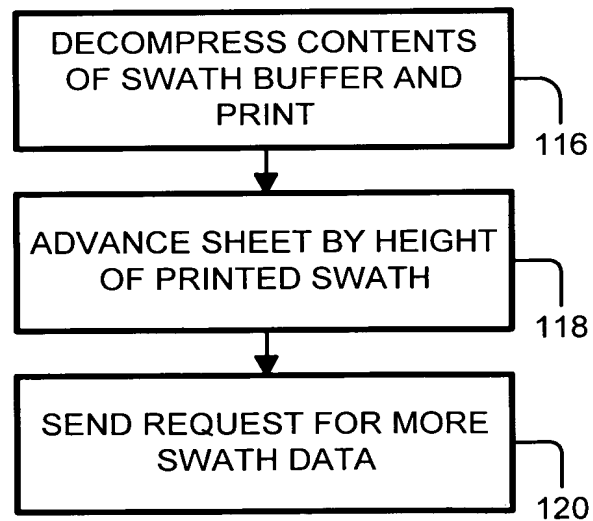 DECOMPRESS CONTENTS
OF SWATH BUFFER AND
PRINT
116
ADVANCE SHEET BY HEIGHT
OF PRINTED SWATH
118
SEND REQUEST FOR MORE
SWATH DATA
120